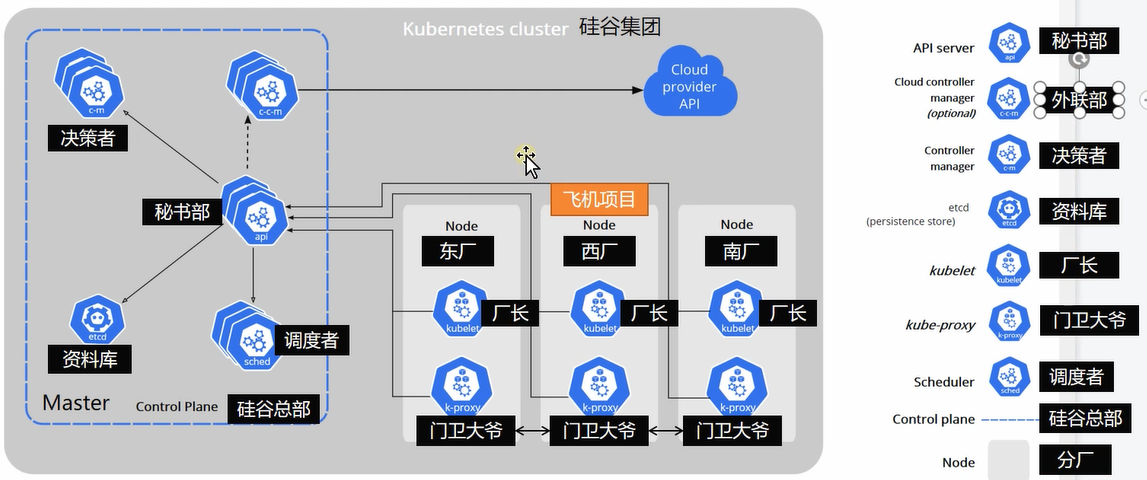 Kubernetes cluster 硅谷集团
c-m
决策者
c-c-m
Cloud
provider
API
秘书部
api
飞机项目
Node
东厂
Node
西厂
Node
南厂
kubelet
厂长
kubelet
厂长
kubelet
厂长
etcd
资料库
sched
调度者
k-proxy
k-proxy
k-proxy
门卫大爷
门卫大爷
门卫大爷
Master
Control Plane
硅谷总部
API server
api
秘书部
Cloud controller
manager
(optional)
c-c-m
外联部
Controller
manager
c-m
决策者
etcd
(persistence store)
etcd
资料库
kubelet
kubelet
厂长
kube-proxy
k-proxy
门卫大爷
Scheduler
sched
调度者
Control plane
硅谷总部
Node
分厂